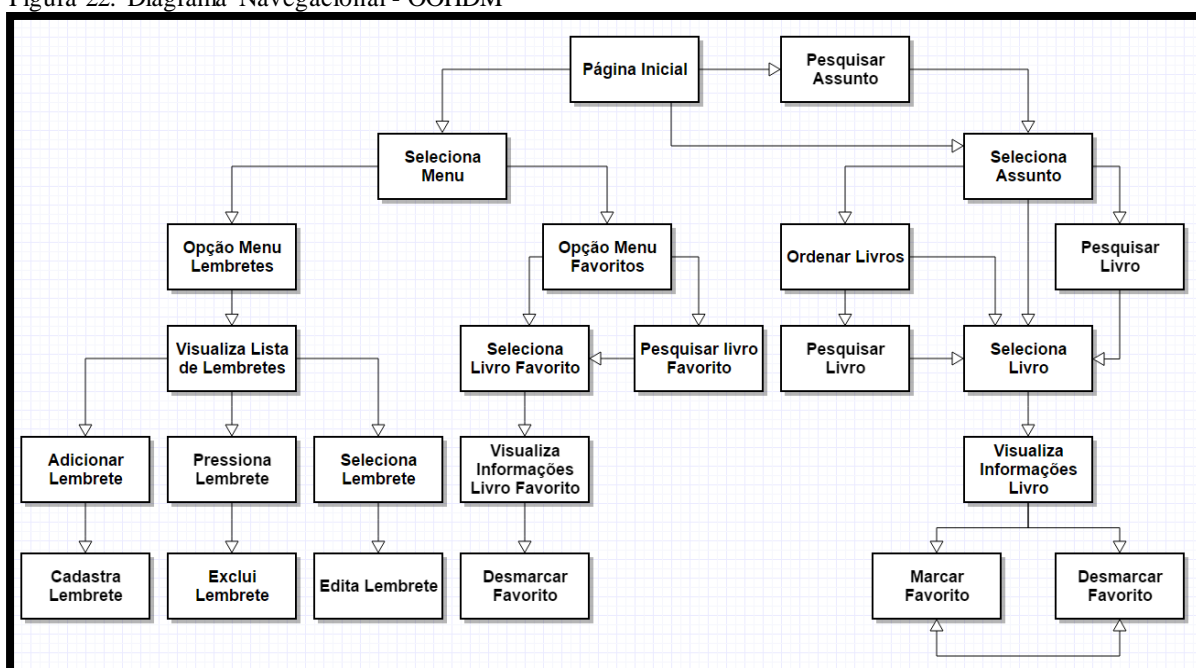 Figura 22: Diagrama Navegacional - OOHDM
Página Inicial
Pesquisar
Assunto
Seleciona
Menu
Seleciona
Assunto
Opção Menu
Lembretes
Opção Menu
Favoritos
Ordenar Livros
Pesquisar
Livro
Visualiza Lista
de Lembretes
Seleciona
Livro Favorito
Pesquisar livro
Favorito
Pesquisar
Livro
Seleciona
Livro
Adicionar
Lembrete
Pressiona
Lembrete
Seleciona
Lembrete
Visualiza
Informações
Livro Favorito
Visualiza
Informações
Livro
Cadastra
Lembrete
Exclui
Lembrete
Edita Lembrete
Desmarcar
Favorito
Marcar
Favorito
Desmarcar
Favorito